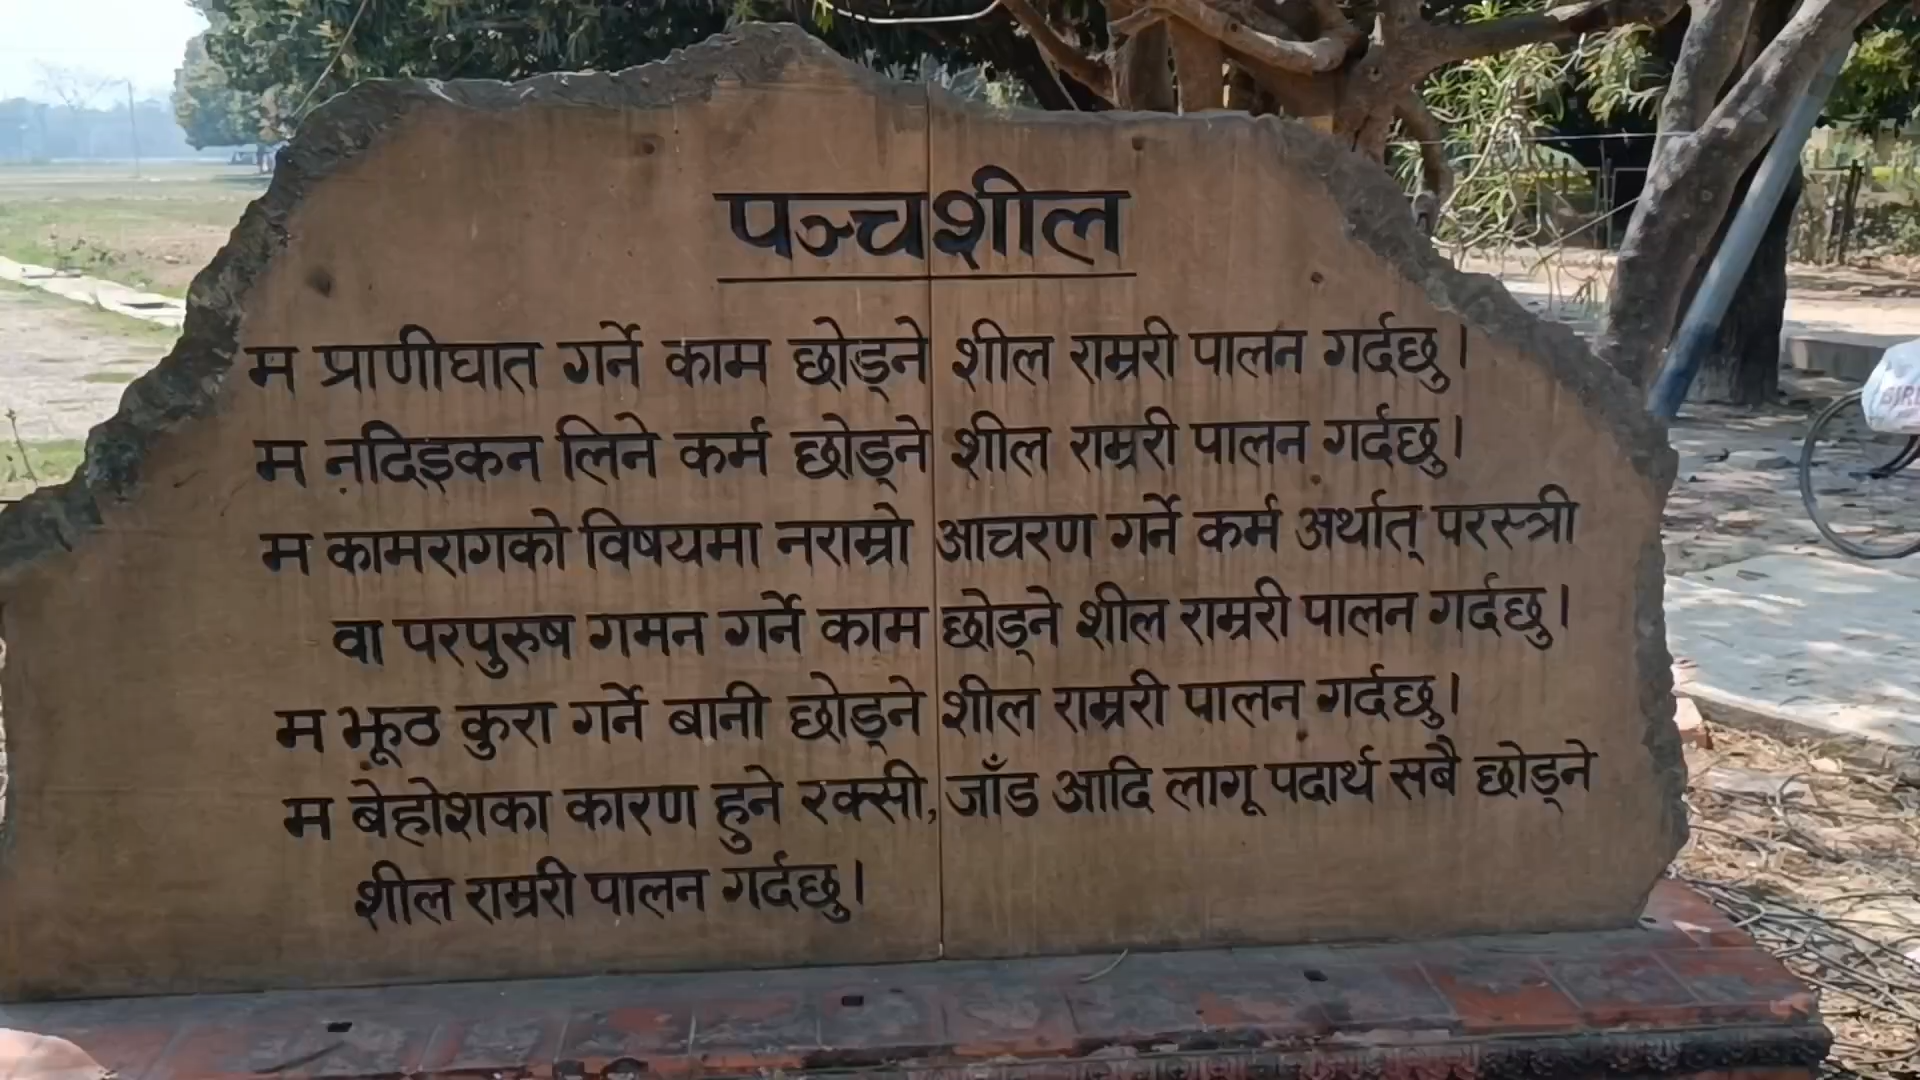 पञ्चशील
म प्राणीघात गर्ने काम छोड्ने शील राम्ररी पालन गर्दछु।
म नदिइकन लिने कर्म छोड्ने शील राम्ररी पालन गर्दछु।
म कामरागको विषयमा नराम्रो आचरण गर्ने कर्म अर्थात् परस्त्री
वा परपुरुष गमन गर्ने काम छोड्ने शील राम्ररी पालन गर्दछु।
म झूठ कुरा गर्ने बानी छोड्ने शील राम्ररी पालन गर्दछु।
म बेहोशका कारण हुने रक्सी, जाँड आदि लागू पदार्थ सबै छोड्ने
शील राम्ररी पालन गर्दछु।